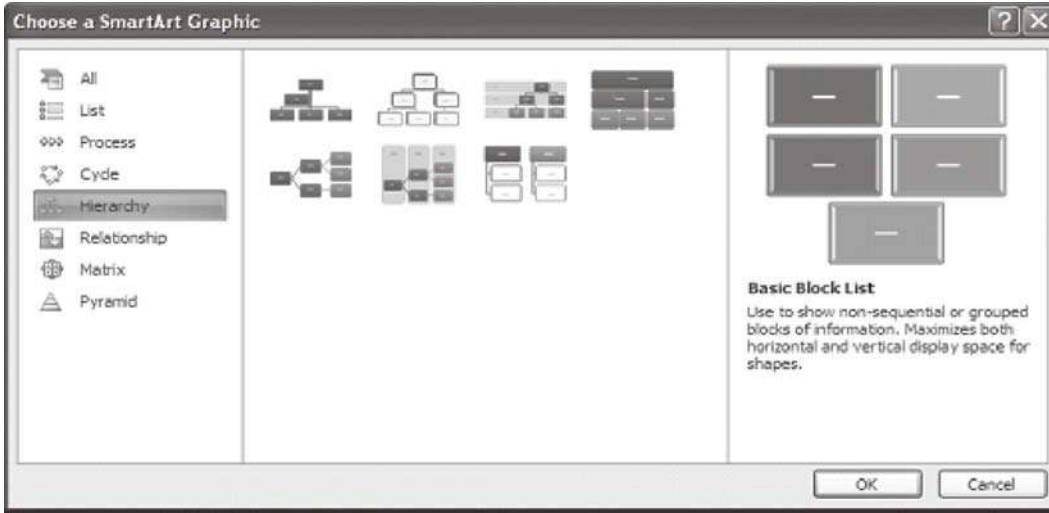 Choose a SmartArt Graphic
All
List
Process
Cycle
Hierarchy
Relationship
Matrix
Pyramid
Basic Block List
Use to show non-sequential or grouped
blocks of information. Maximizes both
horizontal and vertical display space for
shapes.
OK
Cancel